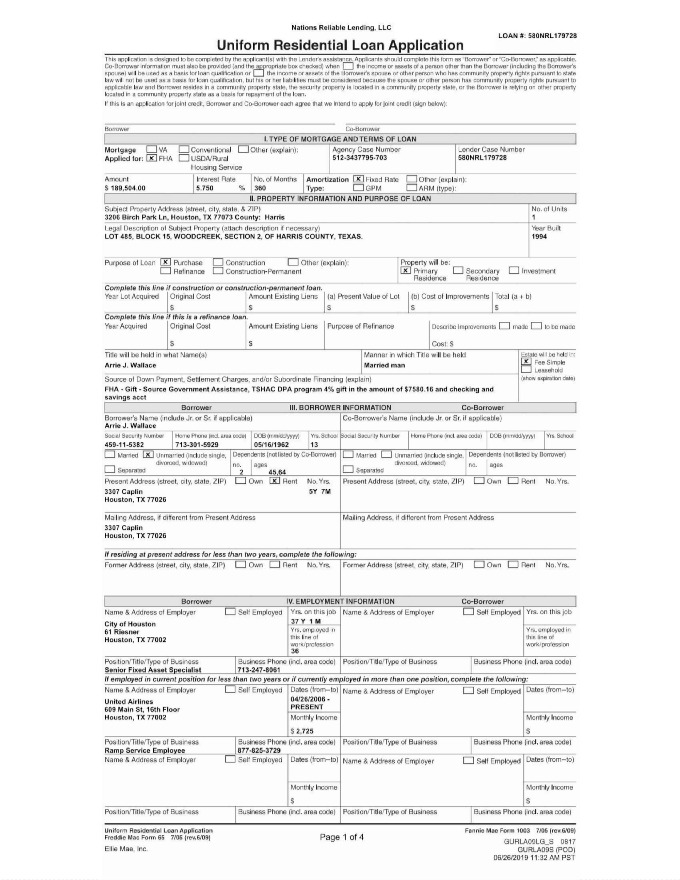 Nations Reliable Lending, LLC
LOAN #: 580NRL179728
Uniform Residential Loan Application
This application is designed to be completed by the applicant(s) with the Lender's assistance. Applicants should complete this form as "Borrower" or "Co-Borrower", as applicable.
Co-Borrower information must also be provided (and the appropriate box checked) when the income or assets of a person other than the Borrower (including the Borrower's
spouse) will be used as a basis for loan qualification or the income or assets of the Borrower's spouse or other person who has community property rights pursuant to state
law will not be used as a basis for loan qualification, but his or her liabilities must be considered because the spouse or other person has community property rights pursuant to
applicable law and Borrower resides in a community property state, the security property is located in a community property state, or the Borrower is relying on other property
located in a community property state as a basis for repayment of the loan.
If this is an application for joint credit, Borrower and Co-Borrower each agree that we intend to apply for joint credit (sign below):
Borrower Co-Borrower
I. TYPE OF MORTGAGE AND TERMS OF LOAN
Mortgage VA Conventional Other (explain): Agency Case Number Lender Case Number
Applied for: X FHA USDA/Rural 512-3437795-703 580NRL179728
Housing Service
Amount Interest Rate No. of Months Amortization X Fixed Rate Other (explain):
$ 189,504.00 5.750 % 360 Type: GPM ARM (type):
II. PROPERTY INFORMATION AND PURPOSE OF LOAN
Subject Property Address (street, city, state, & ZIP) No. of Units
3206 Birch Park Ln, Houston, TX 77073 County: Harris 1
Legal Description of Subject Property (attach description if necessary) Year Built
LOT 485, BLOCK 15, WOODCREEK, SECTION 2, OF HARRIS COUNTY, TEXAS. 1994
Purpose of Loan X Purchase Construction Other (explain): Property will be:
Refinance Construction-Permanent X Primary Residence Secondary Residence Investment
Complete this line if construction or construction-permanent loan.
Year Lot Acquired Original Cost Amount Existing Liens (a) Present Value of Lot (b) Cost of Improvements Total (a + b)
$ $ $ $ $
Complete this line if this is a refinance loan.
Year Acquired Original Cost Amount Existing Liens Purpose of Refinance Describe Improvements made to be made
$ $ Cost: $
Title will be held in what Name(s) Manner in which Title will be held Estate will be held in:
Arrie J. Wallace Married man X Fee Simple
Leasehold
Source of Down Payment, Settlement Charges, and/or Subordinate Financing (explain) (show expiration date)
FHA - Gift - Source Government Assistance, TSHAC DPA program 4% gift in the amount of $7580.16 and checking and
savings acct
Borrower III. BORROWER INFORMATION Co-Borrower
Borrower's Name (include Jr. or Sr. if applicable) Co-Borrower's Name (include Jr. or Sr. if applicable)
Arrie J. Wallace
Social Security Number Home Phone (incl. area code) DOB (mm/dd/yyyy) Yrs. School Social Security Number Home Phone (incl. area code) DOB (mm/dd/yyyy) Yrs. School
459-11-5382 713-301-5929 05/16/1962 13
Married X Unmarried (include single, divorced, widowed) Dependents (not listed by Co-Borrower) Married Unmarried (include single, divorced, widowed) Dependents (not listed by Borrower)
Separated no. 2 ages 45,64 Separated no. ages
Present Address (street, city, state, ZIP) Own X Rent No. Yrs. Present Address (street, city, state, ZIP) Own Rent No. Yrs.
3307 Caplin 5Y 7M
Houston, TX 77026
Mailing Address, if different from Present Address Mailing Address, if different from Present Address
3307 Caplin
Houston, TX 77026
If residing at present address for less than two years, complete the following:
Former Address (street, city, state, ZIP) Own Rent No. Yrs. Former Address (street, city, state, ZIP) Own Rent No. Yrs.
Borrower IV. EMPLOYMENT INFORMATION Co-Borrower
Name & Address of Employer Self Employed Yrs. on this job Name & Address of Employer Self Employed Yrs. on this job
City of Houston 37 Y 1 M
61 Riesner Yrs. employed in this line of work/profession Yrs. employed in this line of work/profession
Houston, TX 77002 36
Position/Title/Type of Business Business Phone (incl. area code) Position/Title/Type of Business Business Phone (incl. area code)
Senior Fixed Asset Specialist 713-247-8061
If employed in current position for less than two years or if currently employed in more than one position, complete the following:
Name & Address of Employer Self Employed Dates (from–to) Name & Address of Employer Self Employed Dates (from–to)
United Airlines 04/26/2006 -
609 Main St, 16th Floor PRESENT
Houston, TX 77002 Monthly Income Monthly Income
$ 2,725 $
Position/Title/Type of Business Business Phone (incl. area code) Position/Title/Type of Business Business Phone (incl. area code)
Ramp Service Employee 877-825-3729
Name & Address of Employer Self Employed Dates (from–to) Name & Address of Employer Self Employed Dates (from–to)
Monthly Income Monthly Income
$ $
Position/Title/Type of Business Business Phone (incl. area code) Position/Title/Type of Business Business Phone (incl. area code)
Uniform Residential Loan Application Fannie Mae Form 1003 7/05 (rev.6/09)
Freddie Mac Form 65 7/05 (rev.6/09) Page 1 of 4
GURLA09LG_S 0817
Ellie Mae, Inc. GURLA09S (POD)
06/26/2019 11:32 AM PST